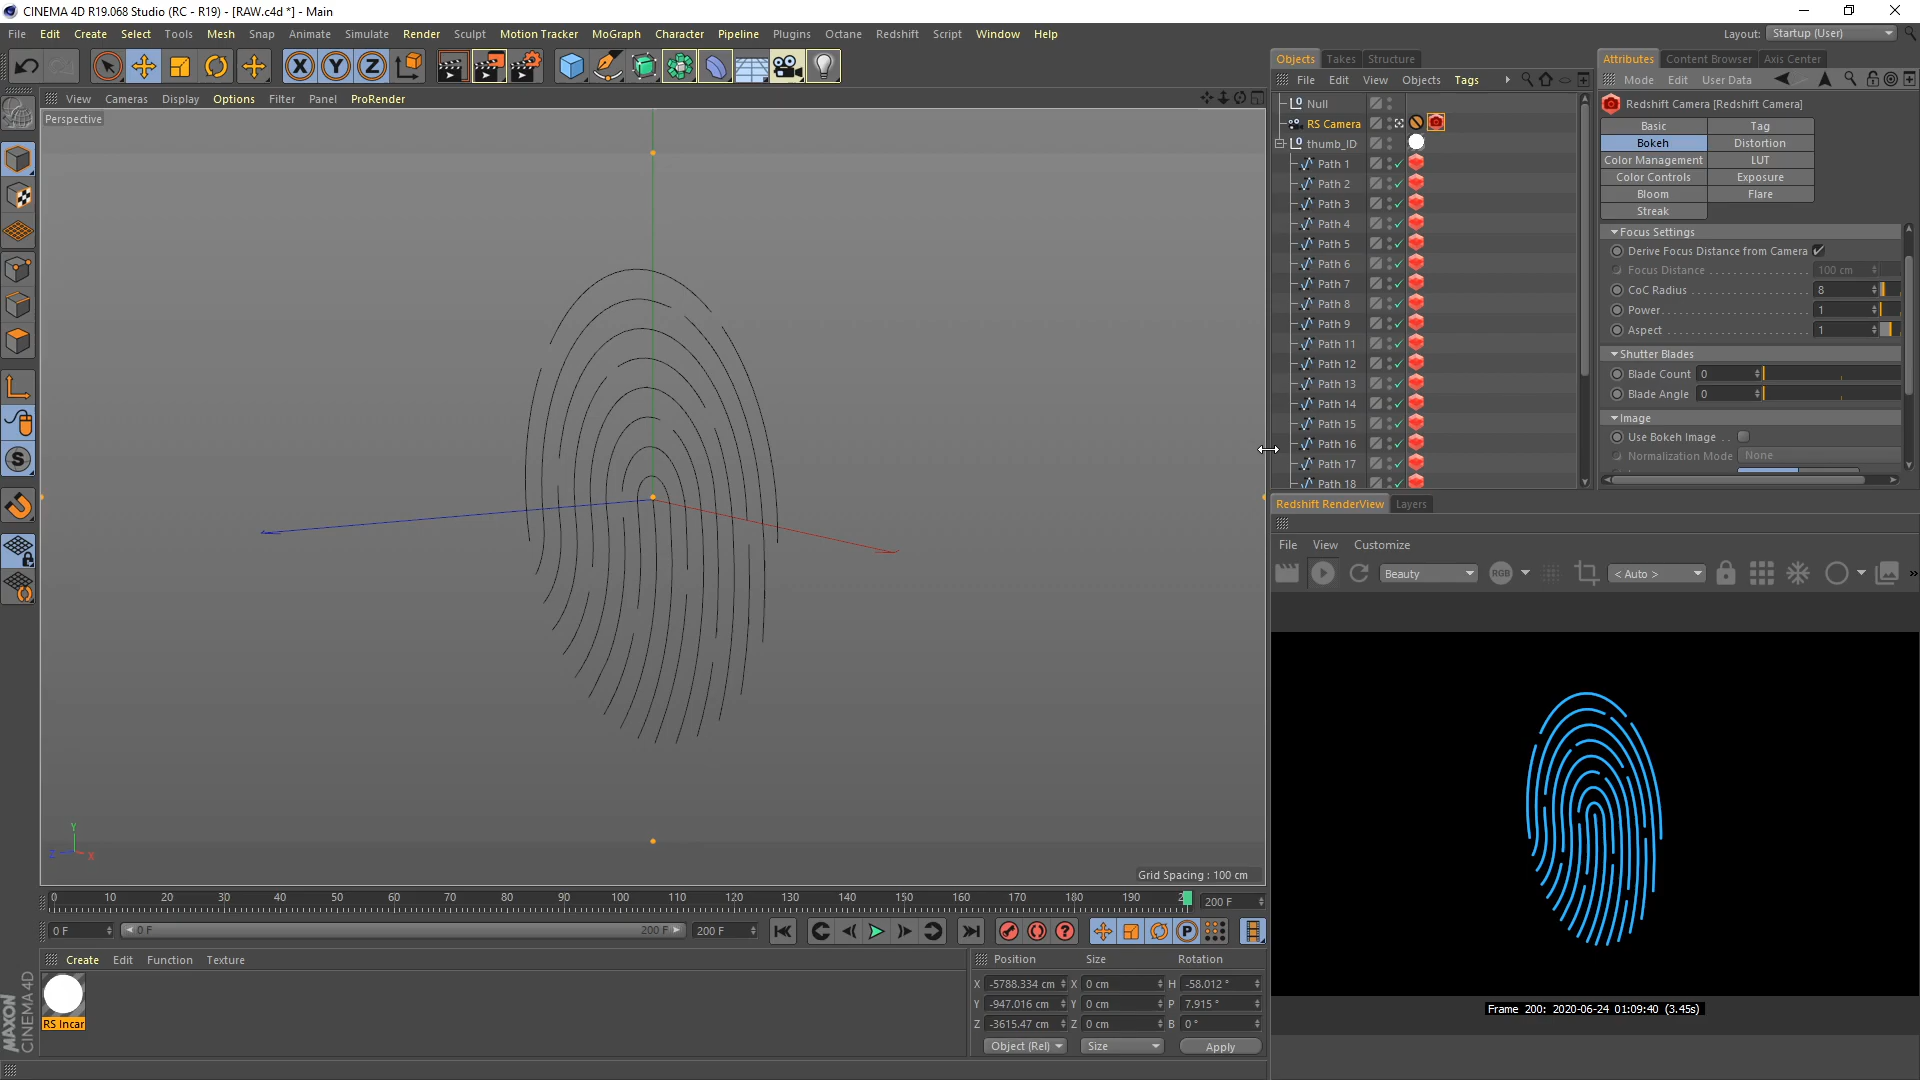 CINEMA 4D R19.068 Studio (RC - R19) - [RAW.c4d *] - Main
File Edit Create Select Tools Mesh Snap Animate Simulate Render Sculpt Motion Tracker MoGraph Character Pipeline Plugins Octane Redshift Script Window Help Layout: Startup (User)
X Y Z
View Cameras Display Options Filter Panel ProRender
Perspective
Y
Z X
Grid Spacing : 100 cm
0 10 20 30 40 50 60 70 80 90 100 110 120 130 140 150 160 170 180 190 2 200 F
0 F 0 F 200 F 200 F
Create Edit Function Texture
RS Incar
MAXON
CINEMA 4D
Position Size Rotation
X -5788.334 cm X 0 cm H -58.012 °
Y -947.016 cm Y 0 cm P 7.915 °
Z -3615.47 cm Z 0 cm B 0 °
Object (Rel) Size Apply
Objects Takes Structure
File Edit View Objects Tags
Null
RS Camera
thumb_ID
Path 1
Path 2
Path 3
Path 4
Path 5
Path 6
Path 7
Path 8
Path 9
Path 11
Path 12
Path 13
Path 14
Path 15
Path 16
Path 17
Path 18
Attributes Content Browser Axis Center
Mode Edit User Data
Redshift Camera [Redshift Camera]
Basic Tag
Bokeh Distortion
Color Management LUT
Color Controls Exposure
Bloom Flare
Streak
Focus Settings
Derive Focus Distance from Camera
Focus Distance 100 cm
CoC Radius 8
Power 1
Aspect 1
Shutter Blades
Blade Count 0
Blade Angle 0
Image
Use Bokeh Image
Normalization Mode None
Redshift RenderView Layers
File View Customize
Beauty RGB < Auto > »
Frame 200: 2020-06-24 01:09:40 (3.45s)